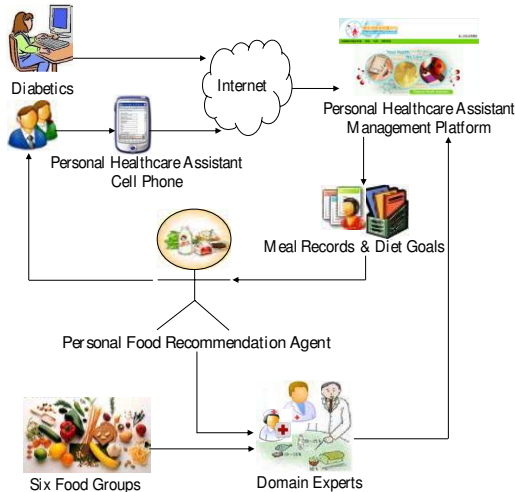 Diabetics
Internet
Personal Healthcare Assistant
Management Platform
Personal Healthcare Assistant
Cell Phone
Meal Records & Diet Goals
Personal Food Recommendation Agent
Six Food Groups
Domain Experts